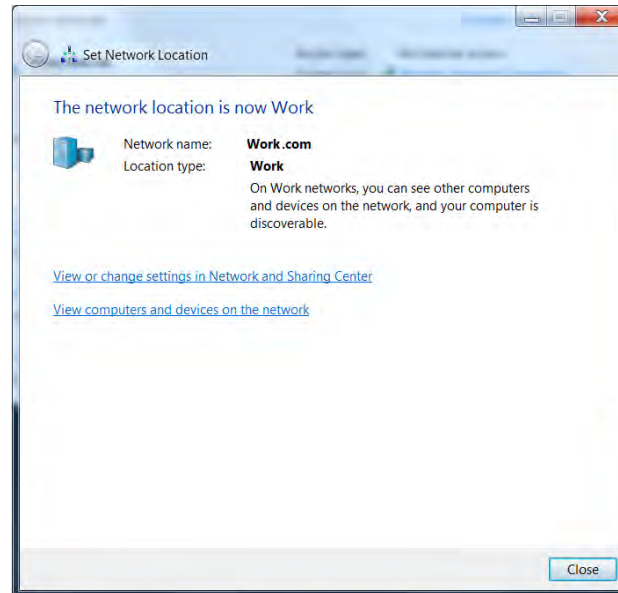 Set Network Location
The network location is now Work
Network name: Work.com
Location type: Work
On Work networks, you can see other computers
and devices on the network, and your computer is
discoverable.
View or change settings in Network and Sharing Center
View computers and devices on the network
Close